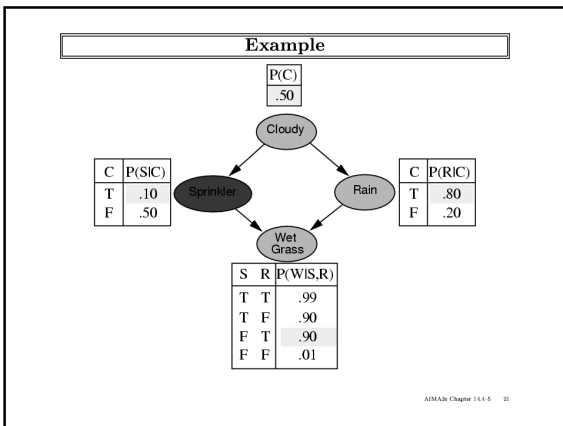 Example
P(C)
.50
Cloudy
C P(S|C)
T .10
F .50
Sprinkler
Rain
C P(R|C)
T .80
F .20
Wet
Grass
S R P(W|S,R)
T T .99
T F .90
F T .90
F F .01
AIMA2e Chapter 14.4-5 21